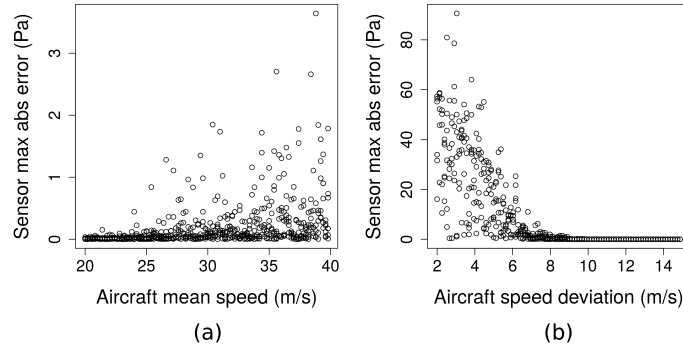 Sensor max abs error (Pa)
0 1 2 3
20 25 30 35 40
Aircraft mean speed (m/s)
(a)
Sensor max abs error (Pa)
0 20 40 60 80
2 4 6 8 10 12 14
Aircraft speed deviation (m/s)
(b)